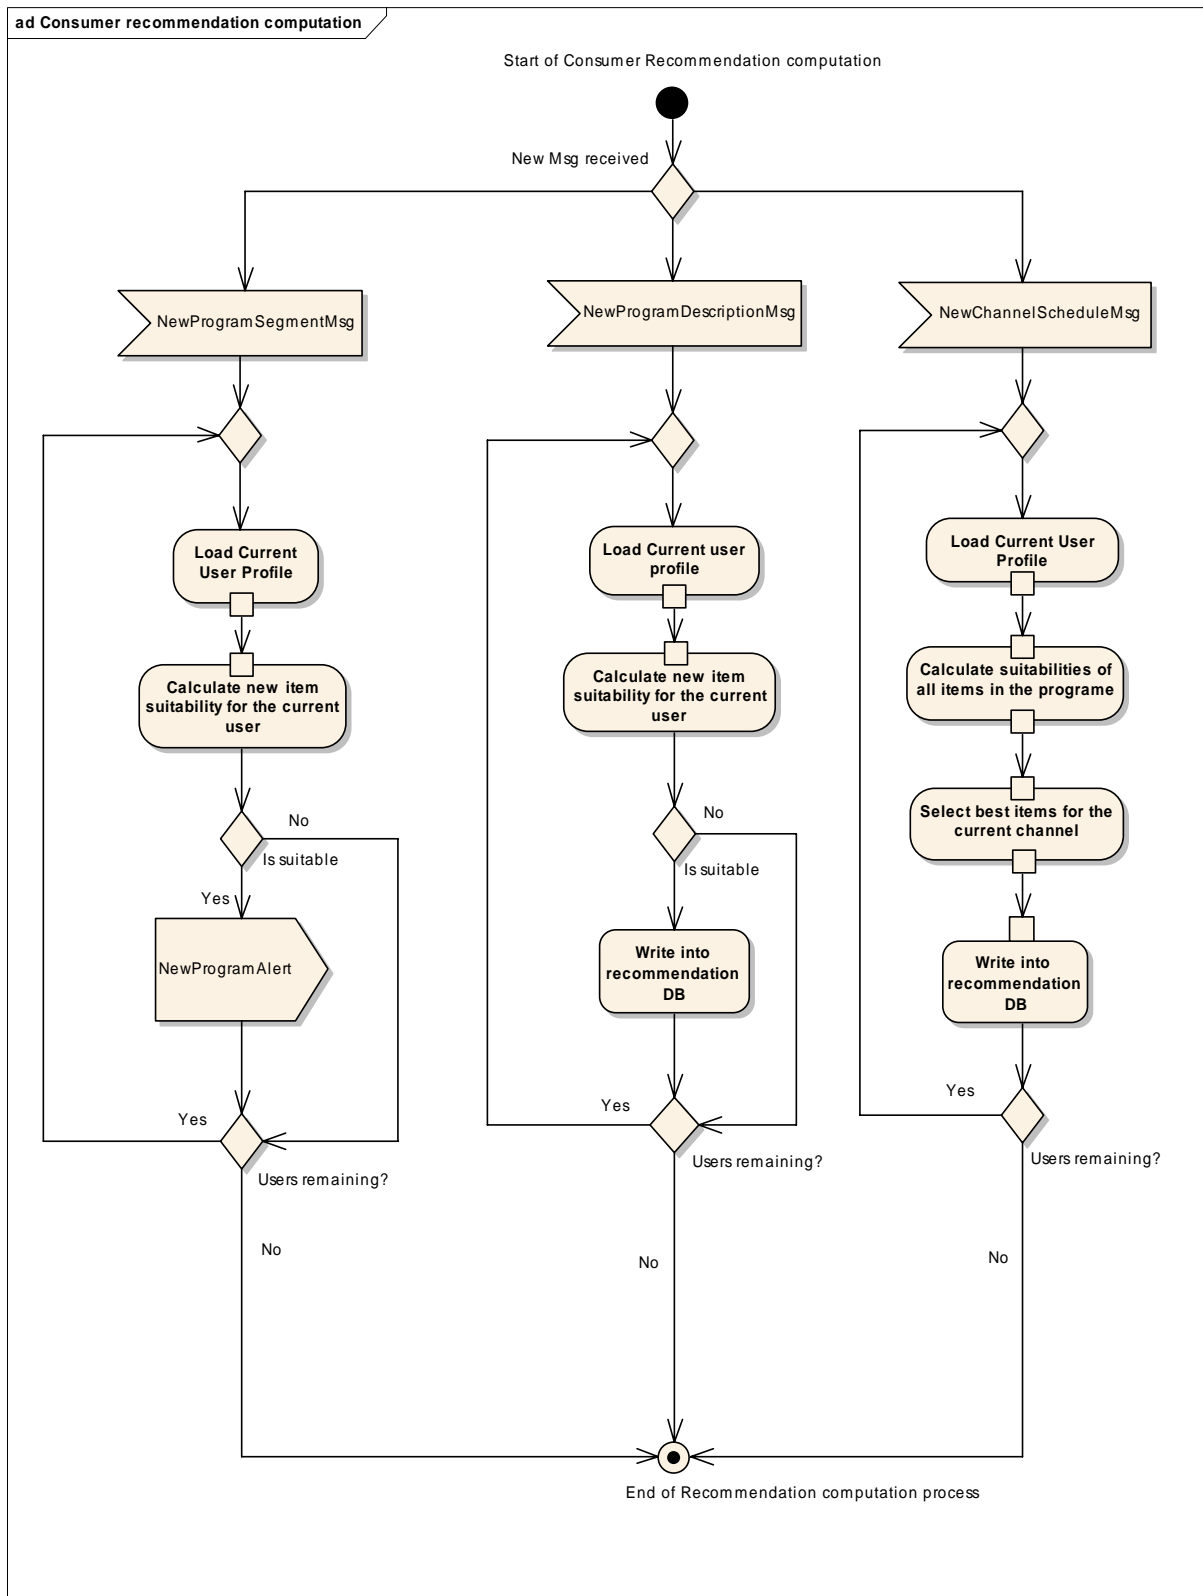 ad Consumer recommendation computation
Start of Consumer Recommendation computation
New Msg received
NewProgramSegmentMsg
NewProgramDescriptionMsg
NewChannelScheduleMsg
Load Current
User Profile
Load Current user
profile
Load Current User
Profile
Calculate new item
suitability for the current
user
Calculate new item
suitability for the current
user
Calculate suitabilities of
all items in the programe
Select best items for the
current channel
No
Is suitable
Yes
No
Is suitable
NewProgramAlert
Write into
recommendation
DB
Write into
recommendation
DB
Yes
Users remaining?
Yes
Users remaining?
Yes
Users remaining?
No
No
No
End of Recommendation computation process